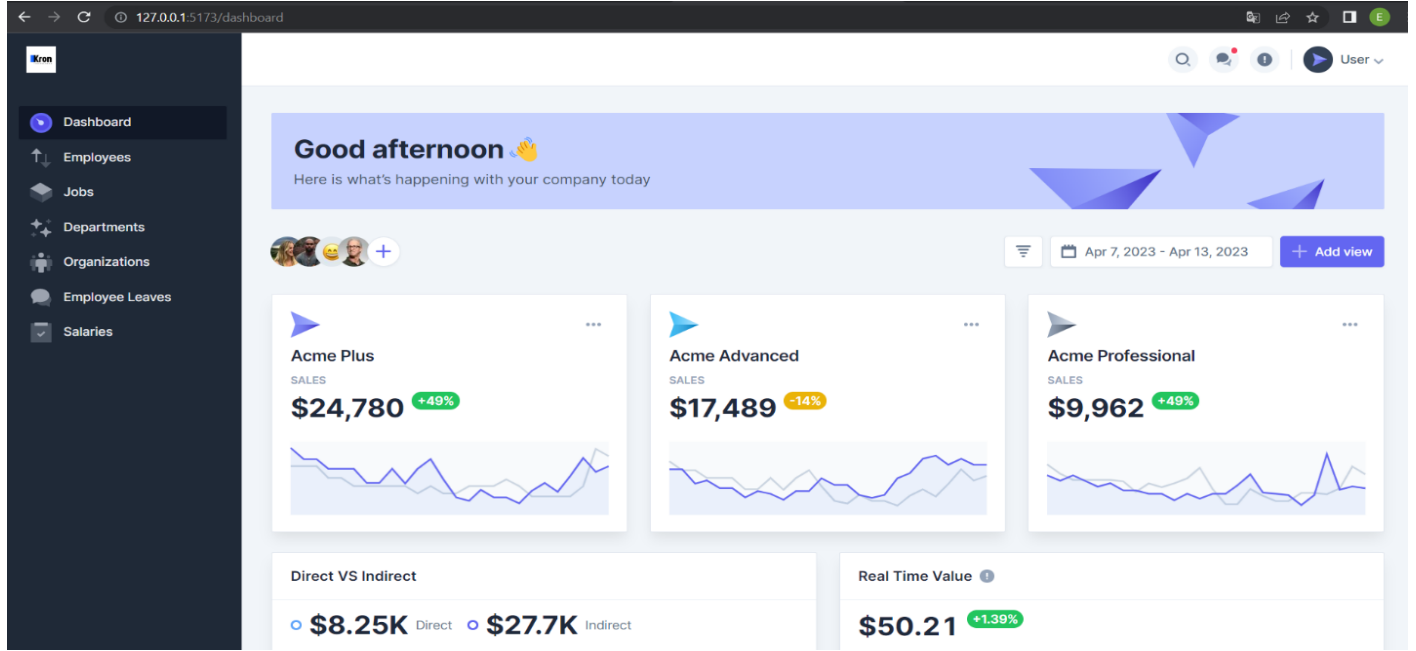 127.0.0.1:5173/dashboard
E
Kron
User
Dashboard
Employees
Jobs
Departments
Organizations
Employee Leaves
Salaries
Good afternoon 👋
Here is what's happening with your company today
Apr 7, 2023 - Apr 13, 2023
Add view
Acme Plus
SALES
$24,780 +49%
Acme Advanced
SALES
$17,489 -14%
Acme Professional
SALES
$9,962 +49%
Direct VS Indirect
$8.25K Direct $27.7K Indirect
Real Time Value
$50.21 +1.39%